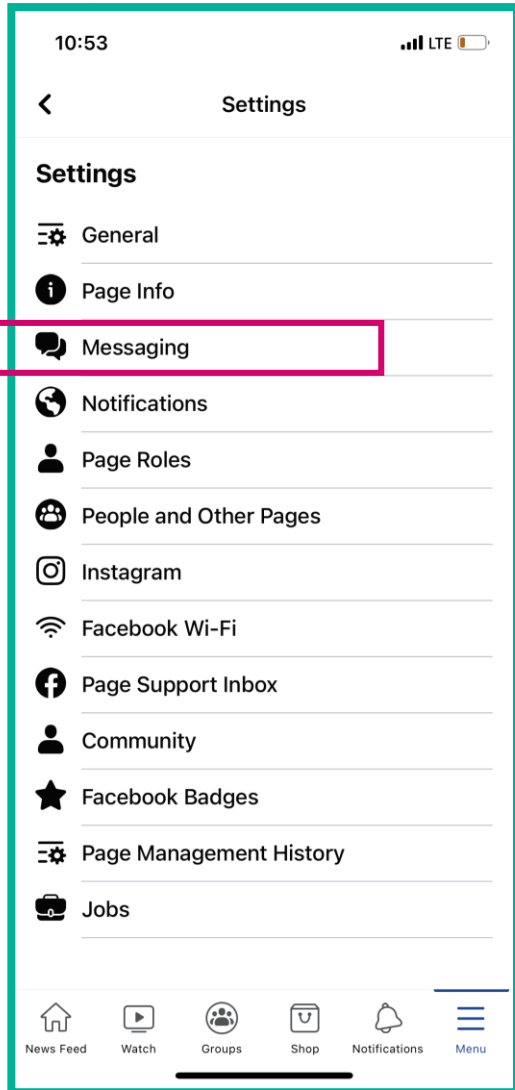 10:53 LTE
Settings
Settings
General
Page Info
Messaging
Notifications
Page Roles
People and Other Pages
Instagram
Facebook Wi-Fi
Page Support Inbox
Community
Facebook Badges
Page Management History
Jobs
News Feed Watch Groups Shop Notifications Menu